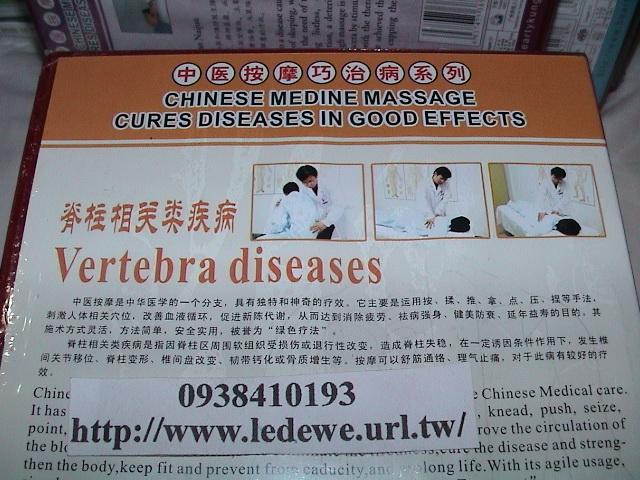 中医按摩巧治病系列
CHINESE MEDINE MASSAGE
CURES DISEASES IN GOOD EFFECTS
脊柱相关类疾病
Vertebra diseases
中医按摩是中华医学的一个分支，具有独特和神奇的疗效。它主要是运用按、揉、推、拿、点、压、捏等手法，
刺激人体相关穴位，改善血液循环，促进新陈代谢，从而达到消除疲劳、祛病强身、健美防衰、延年益寿的目的。其
施术方式灵活，方法简单，安全实用，被誉为“绿色疗法”。
脊柱相关类疾病是指因脊柱区周围软组织受损伤或退行性改变，造成脊柱失稳，在一定诱因条件作用下，发生椎
间关节移位、脊柱变形、椎间盘改变、韧带钙化或骨质增生等。按摩可以舒筋通络、理气止痛，对于此病有较好的疗
效。
Chine e Chinese Medical care.
It has , knead, push, seize,
point, rove the circulation of
the blo cure the disease and streng-
then the body,keep fit and prevent from caducity,and long life.With its agile usage,
0938410193
http://www.ledewe.url.tw/